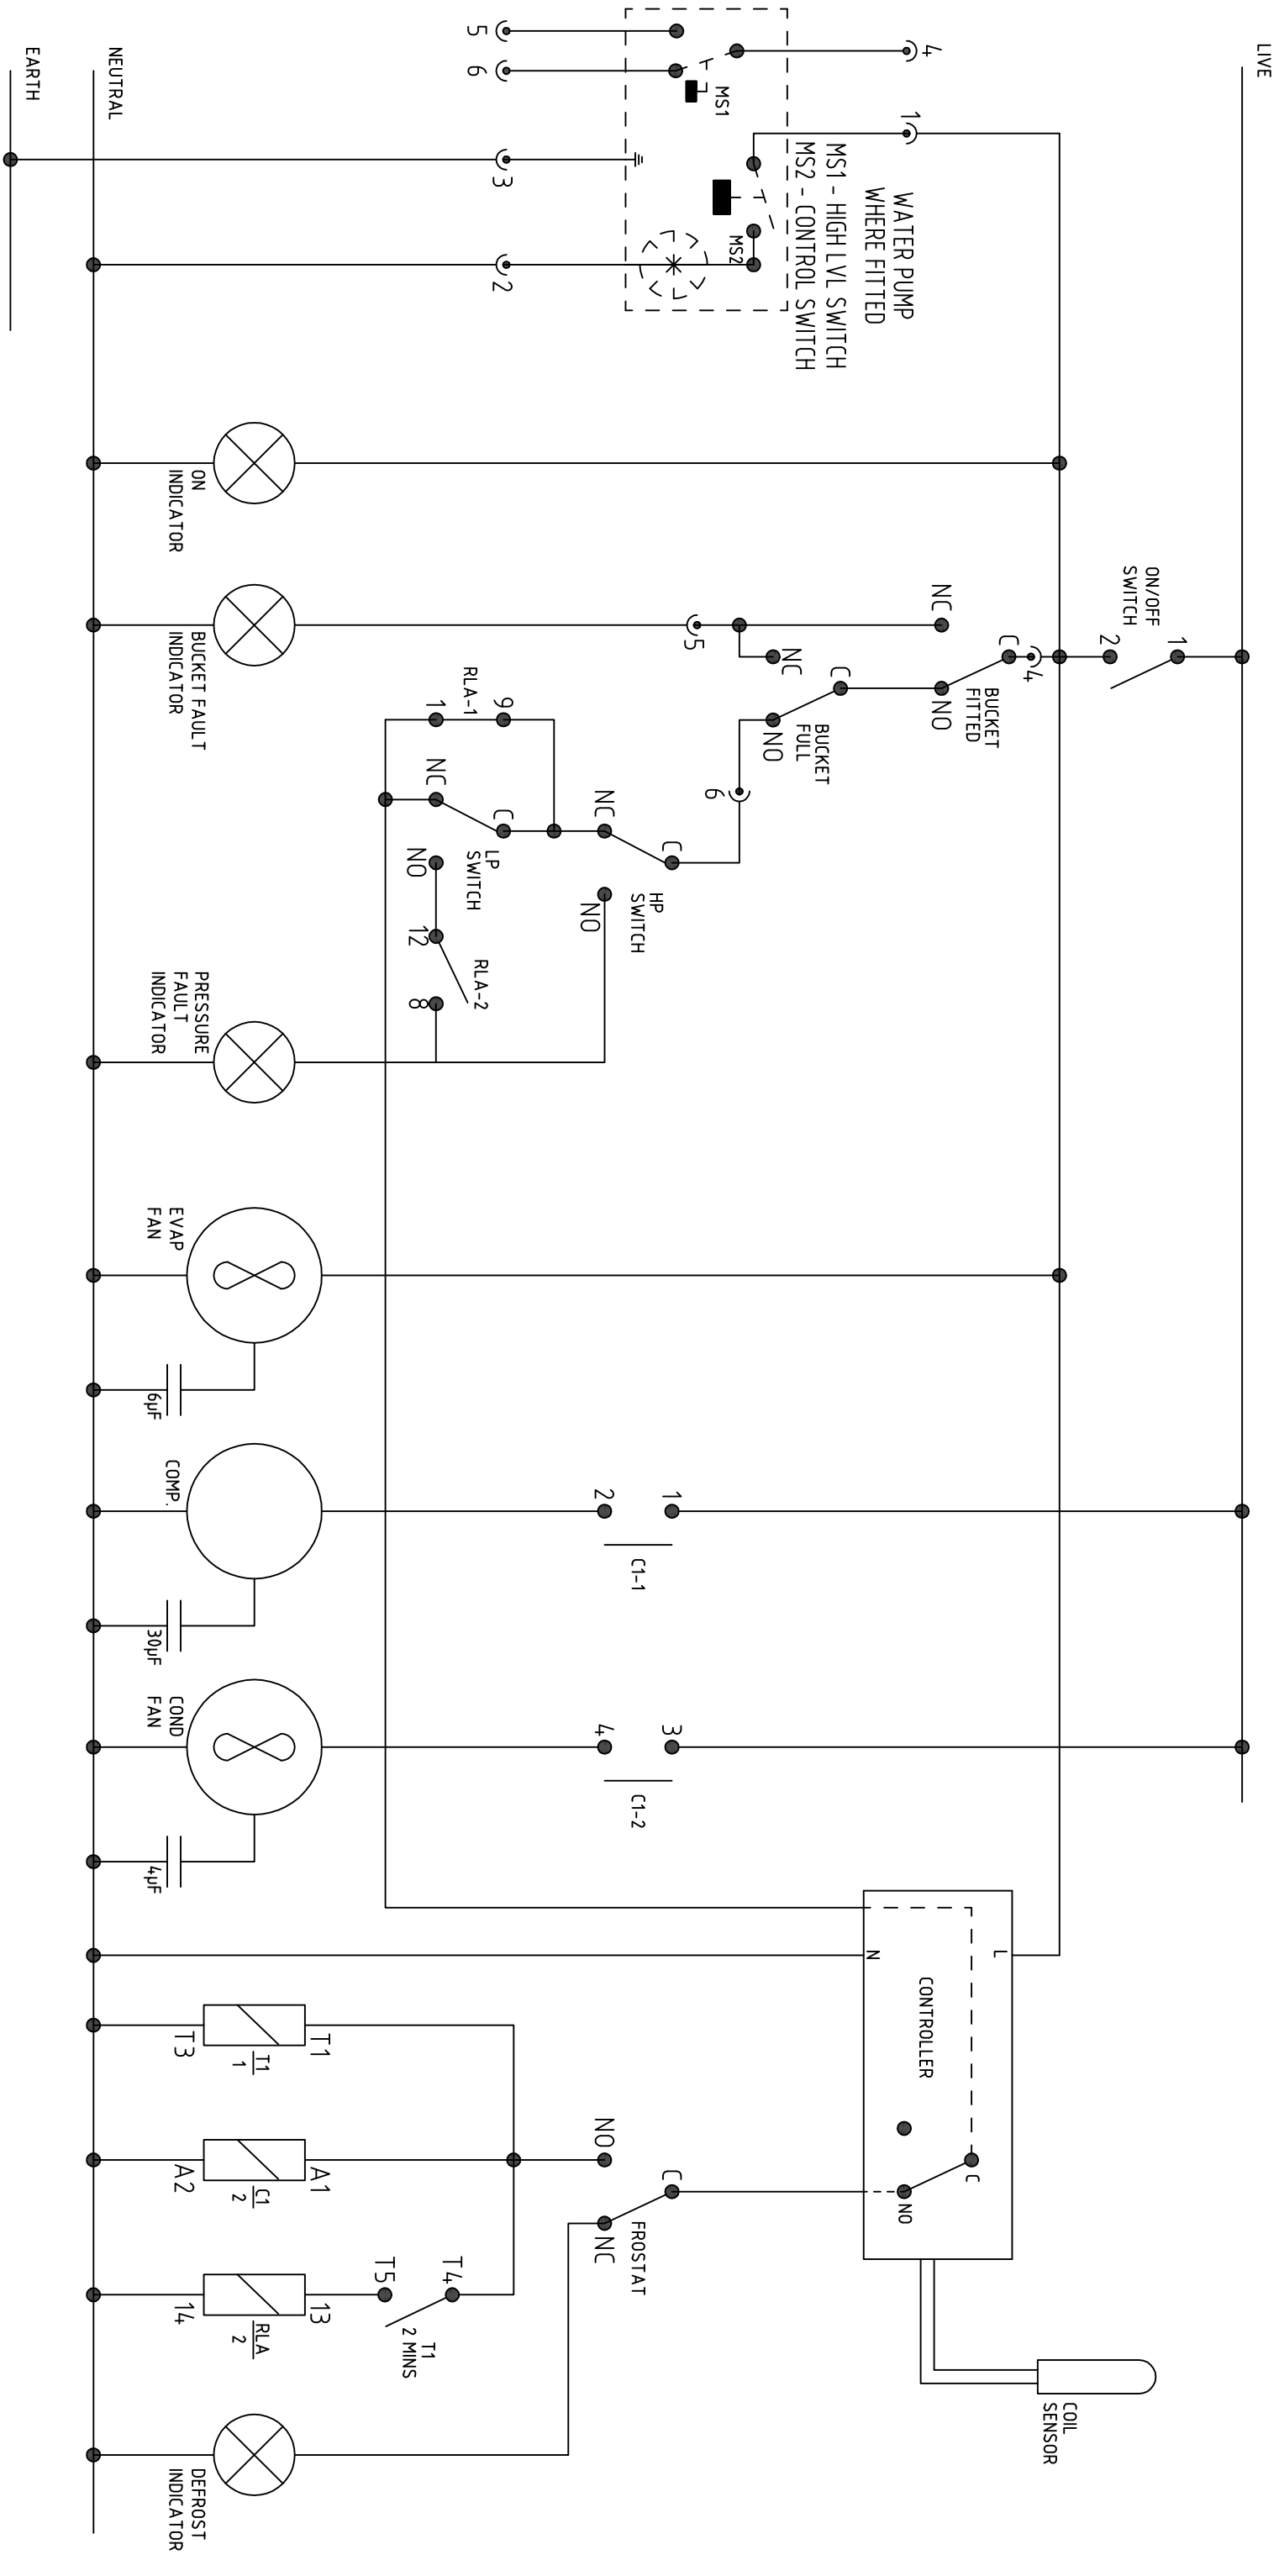 LIVE
NEUTRAL
EARTH
4
1
5
6
3
2
MS1
MS2
WATER PUMP
WHERE FITTED
MS1 - HIGH LVL SWITCH
MS2 - CONTROL SWITCH
ON
INDICATOR
ON/OFF
SWITCH
1
2
4
C
NC
NO
BUCKET
FITTED
C
NC
NO
BUCKET
FULL
5
6
BUCKET FAULT
INDICATOR
RLA-1
9
1
C
NC
NO
HP
SWITCH
C
NC
NO
LP
SWITCH
12
8
RLA-2
PRESSURE
FAULT
INDICATOR
EVAP
FAN
6µF
1
2
C1-1
COMP.
30µF
3
4
C1-2
COND
FAN
4µF
L
N
CONTROLLER
C
NO
COIL
SENSOR
C
NO
NC
FROSTAT
T1
T3
T1
1
A1
A2
C1
2
T4
T5
T1
2 MINS
13
14
RLA
2
DEFROST
INDICATOR